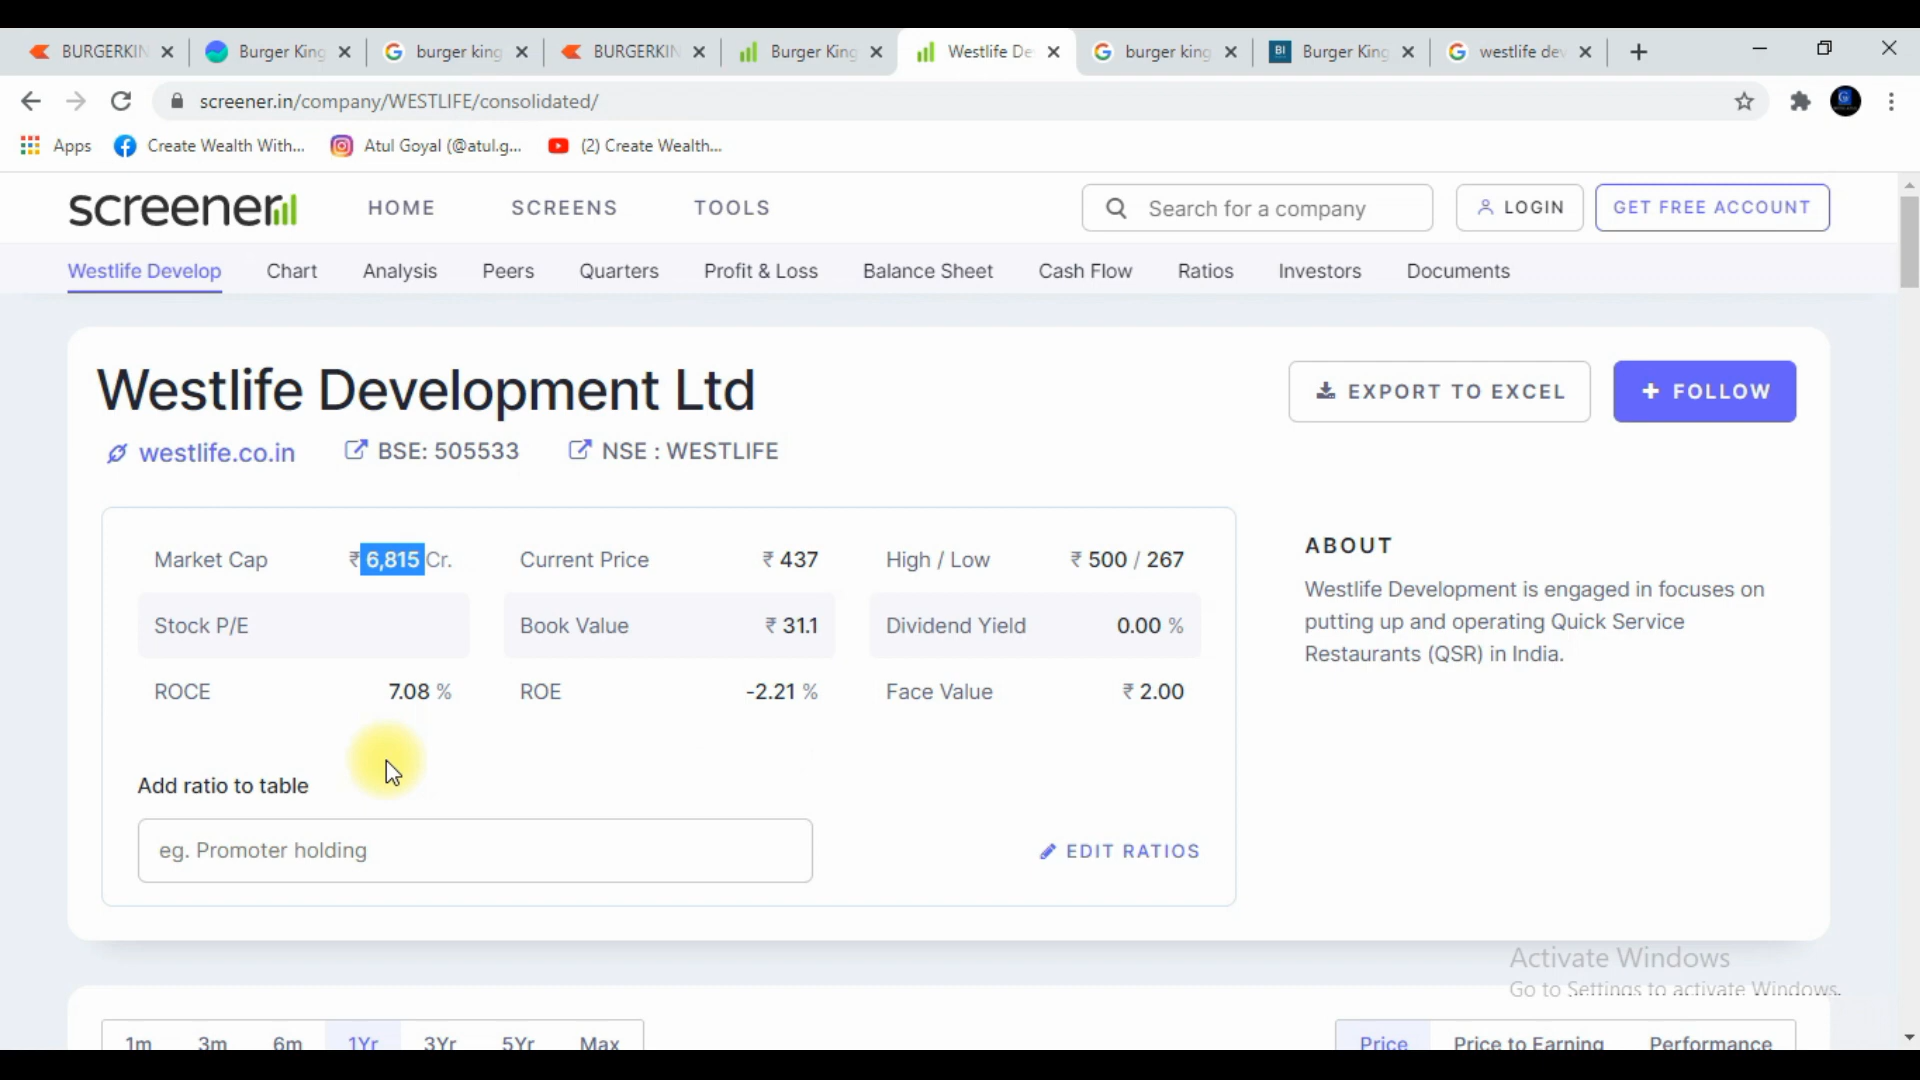 BURGERKIN
Burger King
burger king
BURGERKIN
Burger King
Westlife De
burger king
BI
Burger King
westlife dev
screener.in/company/WESTLIFE/consolidated/
Apps
Create Wealth With...
Atul Goyal (@atul.g...
(2) Create Wealth...
screener
HOME
SCREENS
TOOLS
Search for a company
LOGIN
GET FREE ACCOUNT
Westlife Develop
Chart
Analysis
Peers
Quarters
Profit & Loss
Balance Sheet
Cash Flow
Ratios
Investors
Documents
Westlife Development Ltd
EXPORT TO EXCEL
+ FOLLOW
westlife.co.in
BSE: 505533
NSE : WESTLIFE
Market Cap ₹ 6,815 Cr.
Current Price ₹ 437
High / Low ₹ 500 / 267
Stock P/E
Book Value ₹ 31.1
Dividend Yield 0.00 %
ROCE 7.08 %
ROE -2.21 %
Face Value ₹ 2.00
Add ratio to table
eg. Promoter holding
EDIT RATIOS
ABOUT
Westlife Development is engaged in focuses on
putting up and operating Quick Service
Restaurants (QSR) in India.
Activate Windows
Go to Settings to activate Windows.
1m
3m
6m
1Yr
3Yr
5Yr
Max
Price
Price to Earning
Performance